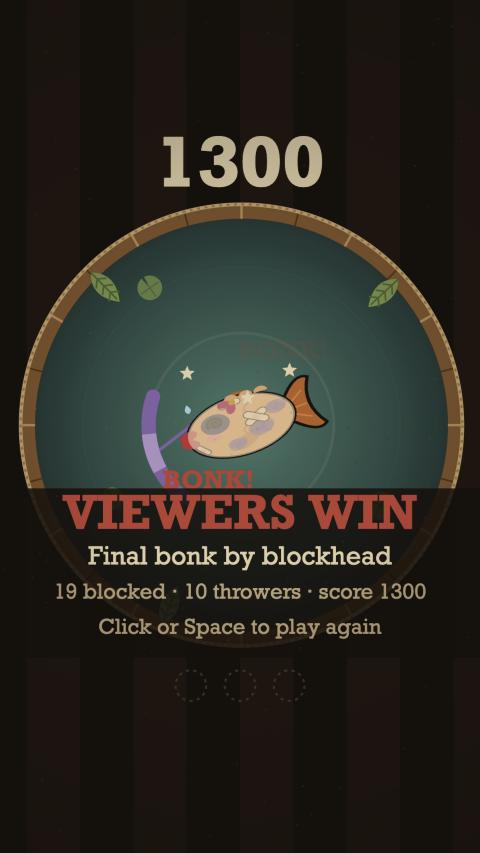 1300
BONK!
BONK!
VIEWERS WIN
Final bonk by blockhead
19 blocked · 10 throwers · score 1300
Click or Space to play again